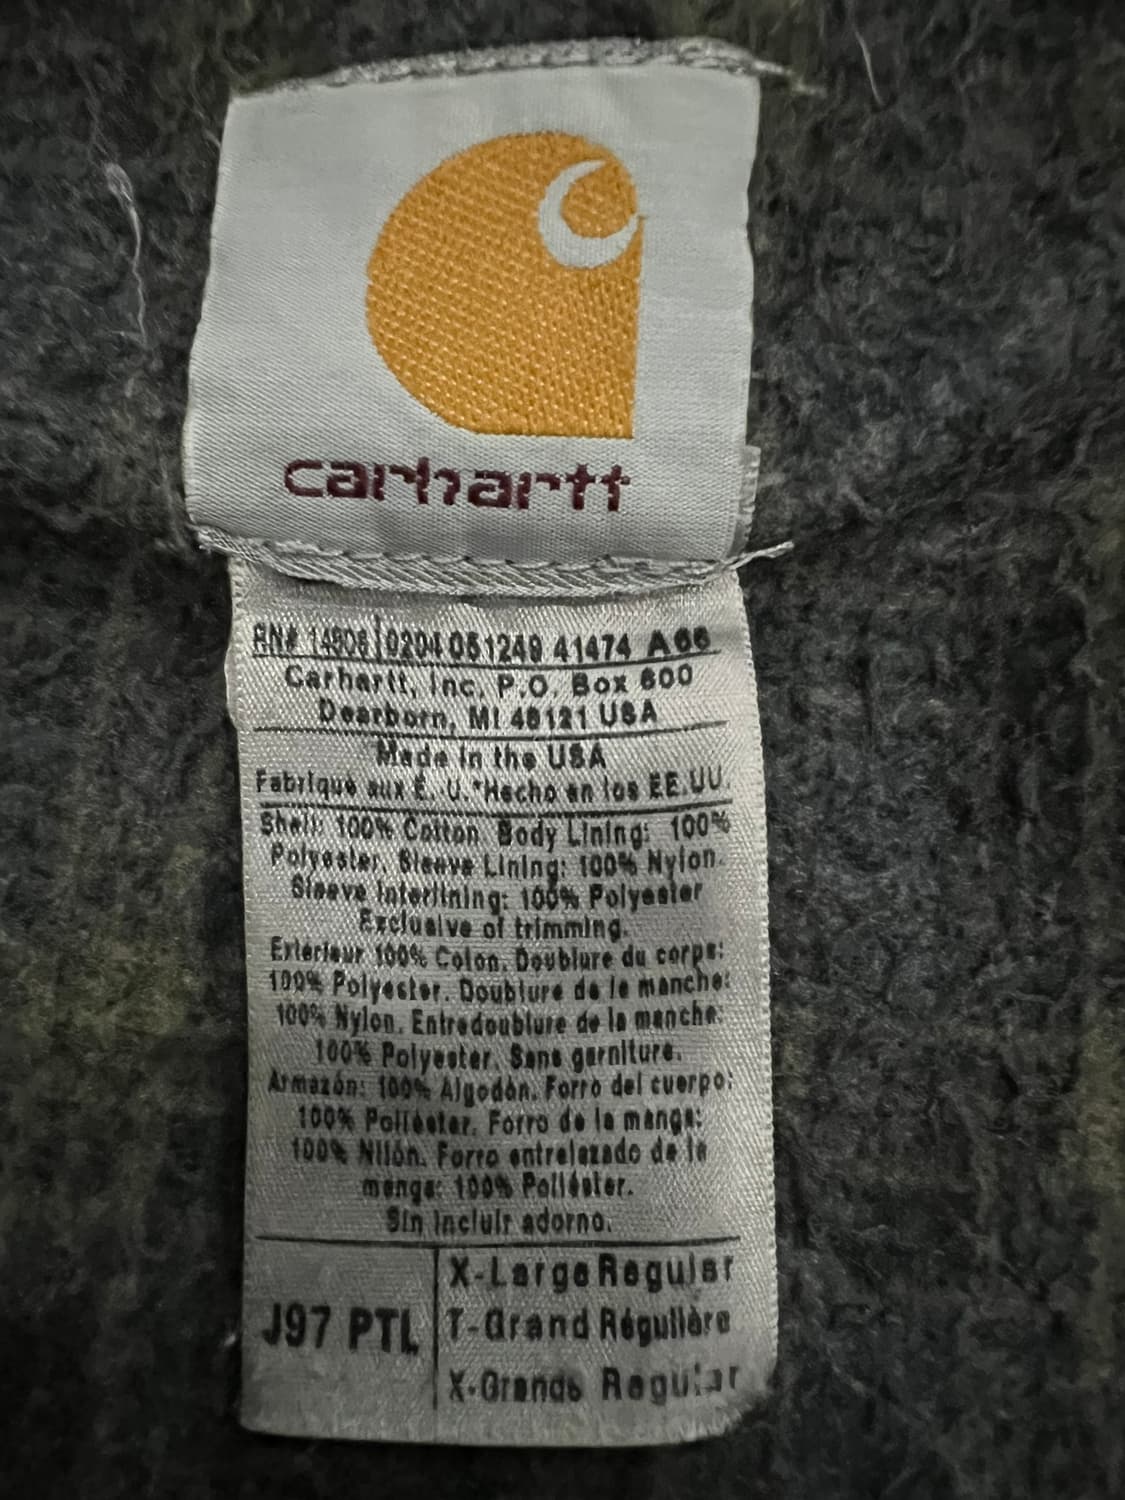 carhartt
RN# 14806 0204 051249 41474 A66
Carhartt, Inc. P.O. Box 600
Dearborn, MI 48121 USA
Made in the USA
Fabriqué aux É.-U.*Hecho en los EE.UU.
Shell: 100% Cotton Body Lining: 100%
Polyester. Sleeve Lining: 100% Nylon.
Sleeve Interlining: 100% Polyester
Exclusive of trimming.
Extérieur 100% Coton. Doublure du corps:
100% Polyester. Doublure de le manche:
100% Nylon. Entredoublure de la manche:
100% Polyester. Sans garniture.
Armazón: 100% Algodón. Forro del cuerpo:
100% Poliéster. Forro de la manga:
100% Nilón. Forro entrelazado de la
manga: 100% Poliéster.
Sin incluir adorno.
J97 PTL
X-Large Regular
T-Grand Régulière
X-Grande Regular